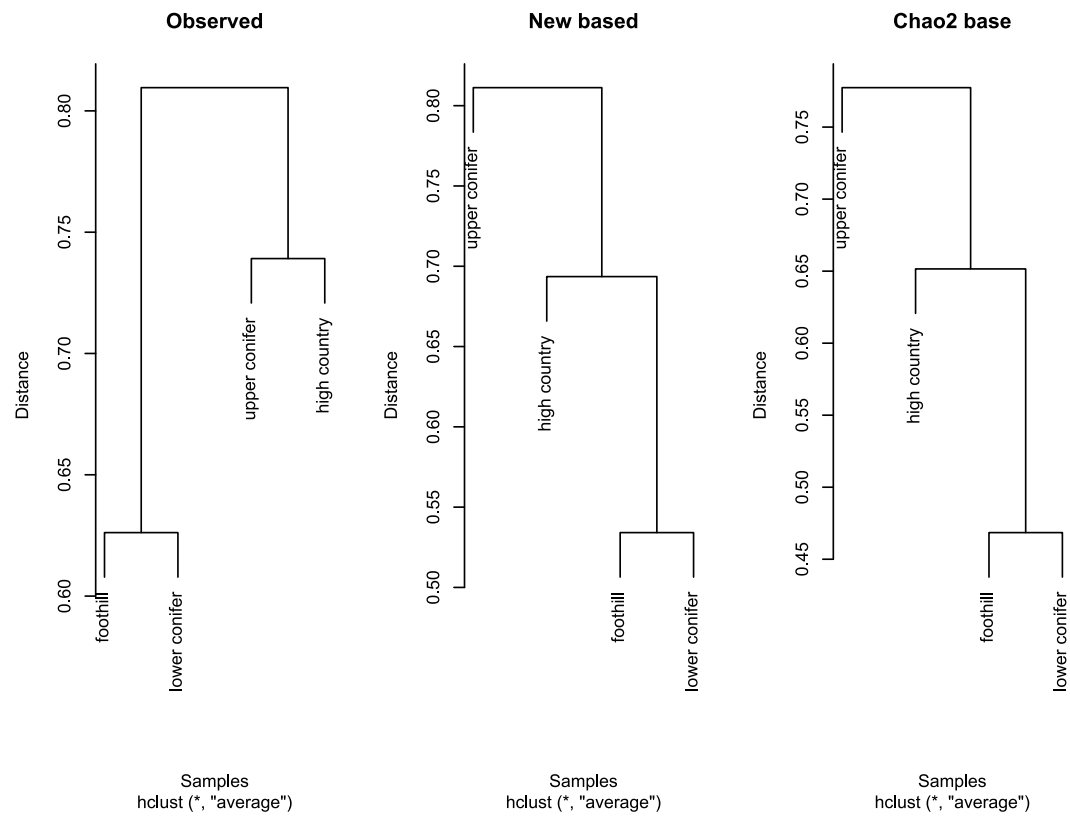 Observed
Distance
0.80
0.75
0.70
0.65
0.60
upper conifer
high country
foothill
lower conifer
Samples
hclust (*, "average")
New based
Distance
0.80
0.75
0.70
0.65
0.60
0.55
0.50
upper conifer
high country
foothill
lower conifer
Samples
hclust (*, "average")
Chao2 base
Distance
0.75
0.70
0.65
0.60
0.55
0.50
0.45
upper conifer
high country
foothill
lower conifer
Samples
hclust (*, "average")